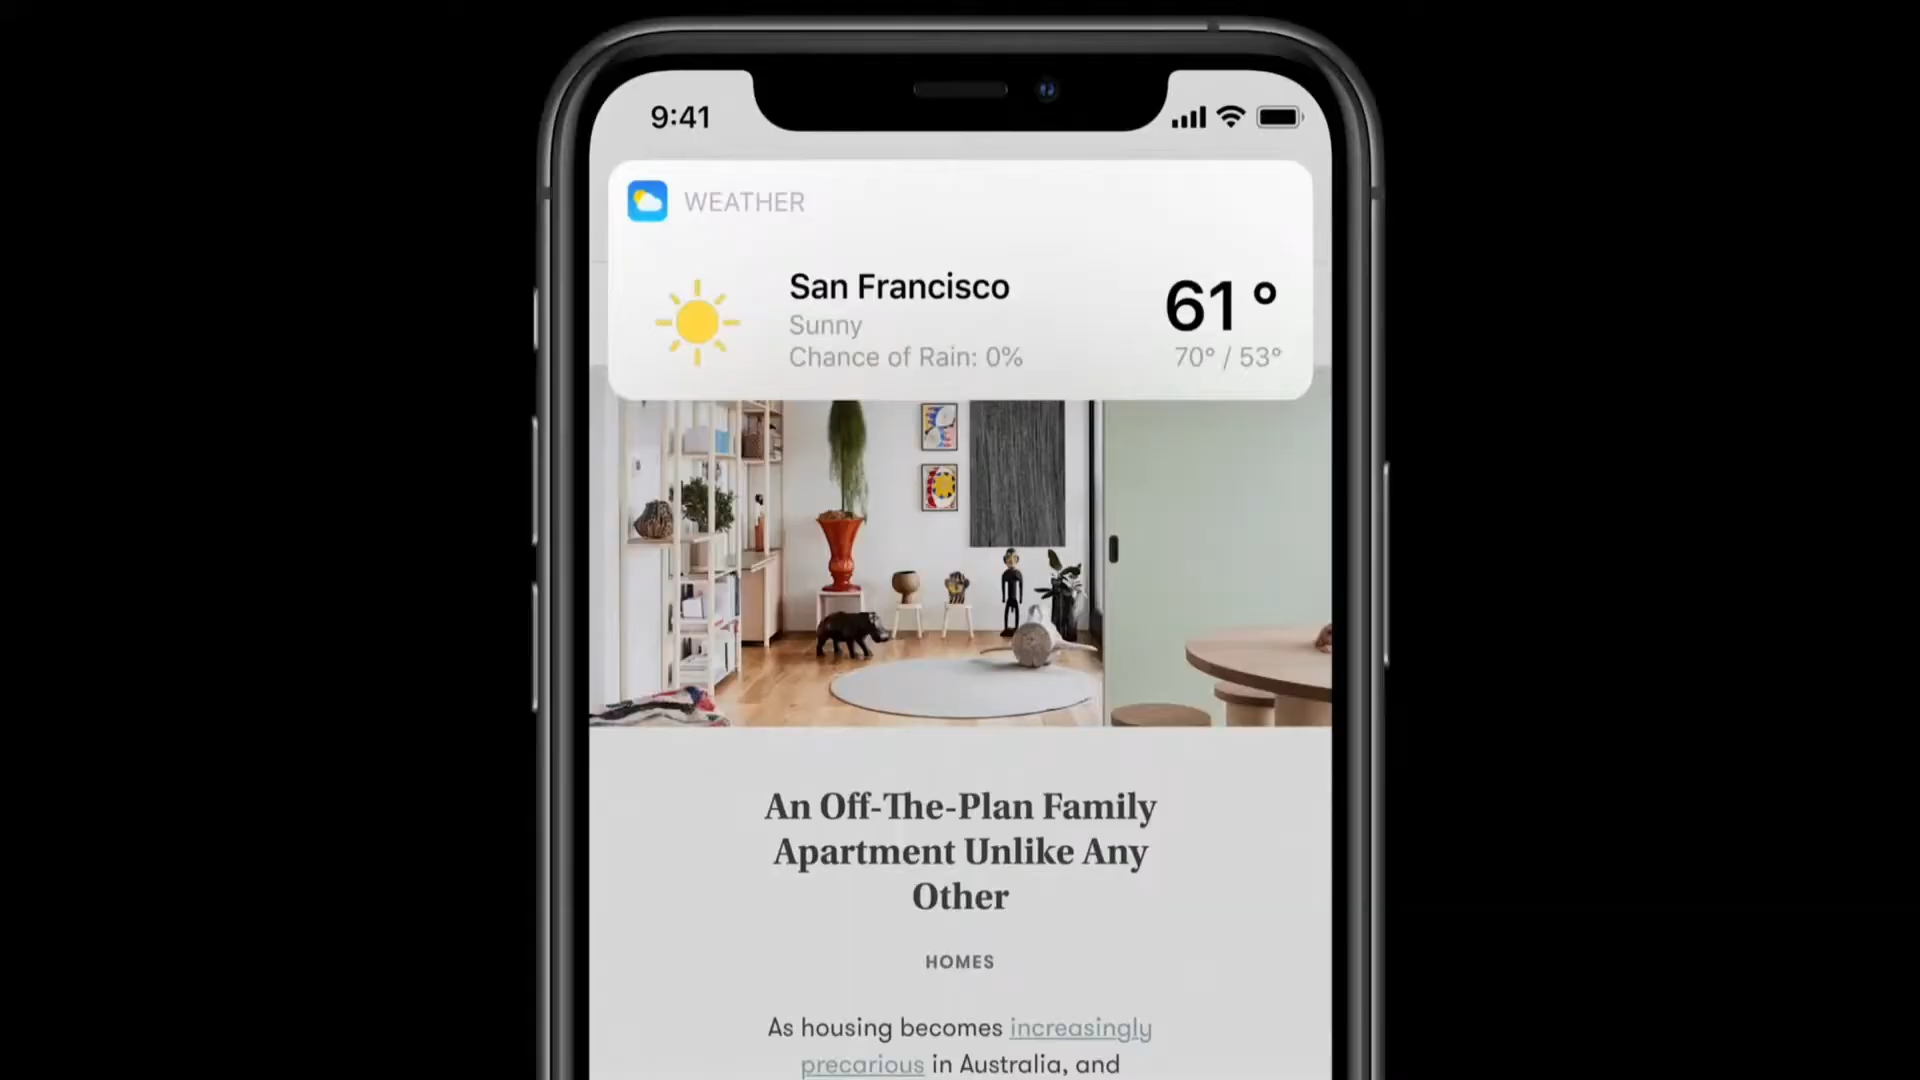 9:41
WEATHER
San Francisco
61°
Sunny
Chance of Rain: 0%
70° / 53°
An Off-The-Plan Family
Apartment Unlike Any
Other
HOMES
As housing becomes increasingly
precarious in Australia, and